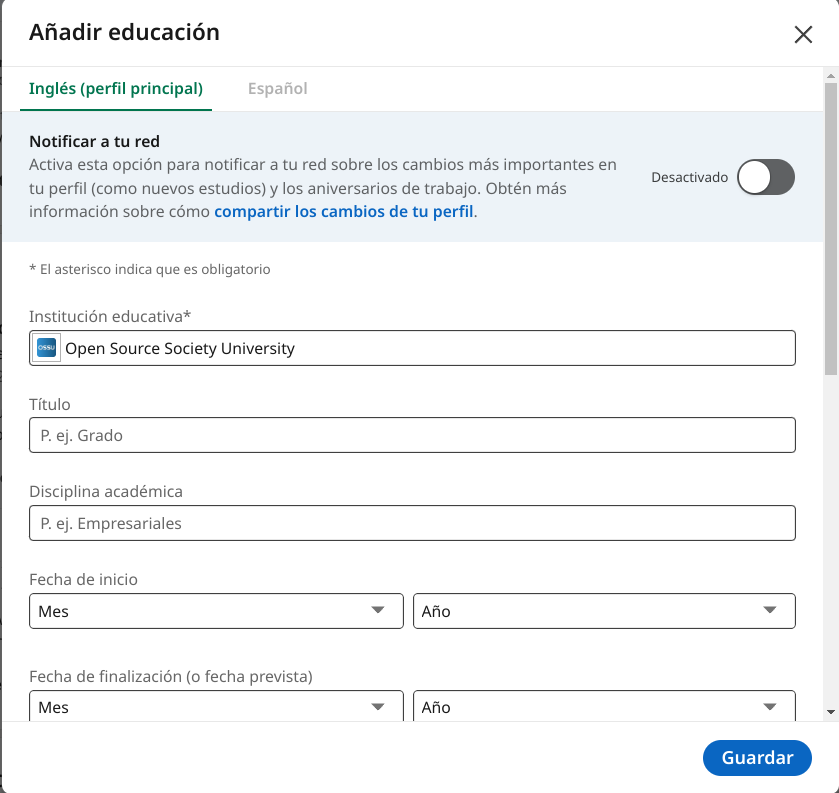 Añadir educación
Inglés (perfil principal)
Español
Notificar a tu red
Activa esta opción para notificar a tu red sobre los cambios más importantes en
tu perfil (como nuevos estudios) y los aniversarios de trabajo. Obtén más
información sobre cómo compartir los cambios de tu perfil.
Desactivado
* El asterisco indica que es obligatorio
Institución educativa*
OSSU
Open Source Society University
Título
P. ej. Grado
Disciplina académica
P. ej. Empresariales
Fecha de inicio
Mes
Año
Fecha de finalización (o fecha prevista)
Mes
Año
Guardar